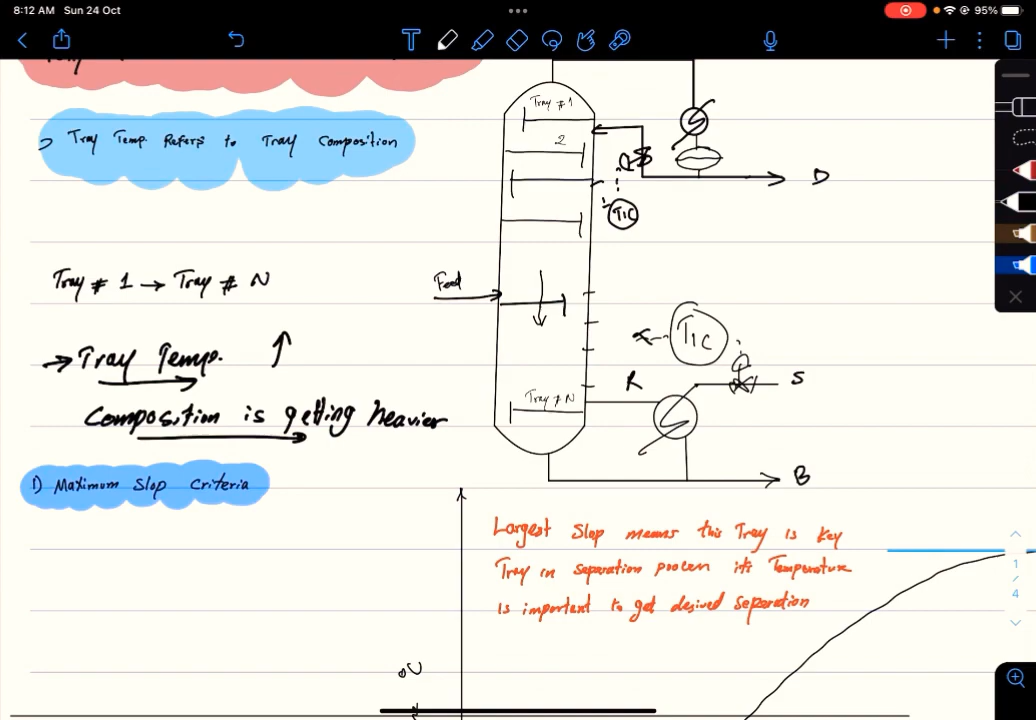 8:12 AM Sun 24 Oct
95%
Tray # 1
2
Tray Temp. Refers to Tray Composition
D
TIC
Tray # 1 → Tray # N
Feed
→ Tray Temp. ↑
TIC
R
S
Tray # N
Composition is getting heavier
B
1) Maximum Slop Criteria
Largest Slop means this Tray is key
Tray in separation
Temperature
is important to get desired separation
1
/
4